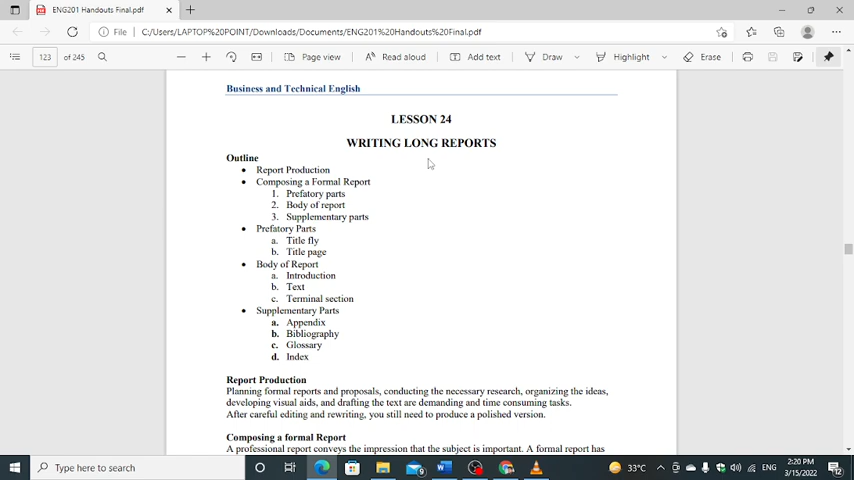 ENG201 Handouts Final.pdf
File
C:/Users/LAPTOP%20POINT/Downloads/Documents/ENG201%20Handouts%20Final.pdf
123 of 245
Page view
Read aloud
Add text
Draw
Highlight
Erase
Business and Technical English
LESSON 24
WRITING LONG REPORTS
Outline
• Report Production
• Composing a Formal Report
1. Prefatory parts
2. Body of report
3. Supplementary parts
• Prefatory Parts
a. Title fly
b. Title page
• Body of Report
a. Introduction
b. Text
c. Terminal section
• Supplementary Parts
a. Appendix
b. Bibliography
c. Glossary
d. Index
Report Production
Planning formal reports and proposals, conducting the necessary research, organizing the ideas,
developing visual aids, and drafting the text are demanding and time consuming tasks.
After careful editing and rewriting, you still need to produce a polished version.
Composing a formal Report
A professional report conveys the impression that the subject is important. A formal report has
Type here to search
9
33°C
ENG
2:20 PM
3/15/2022
12